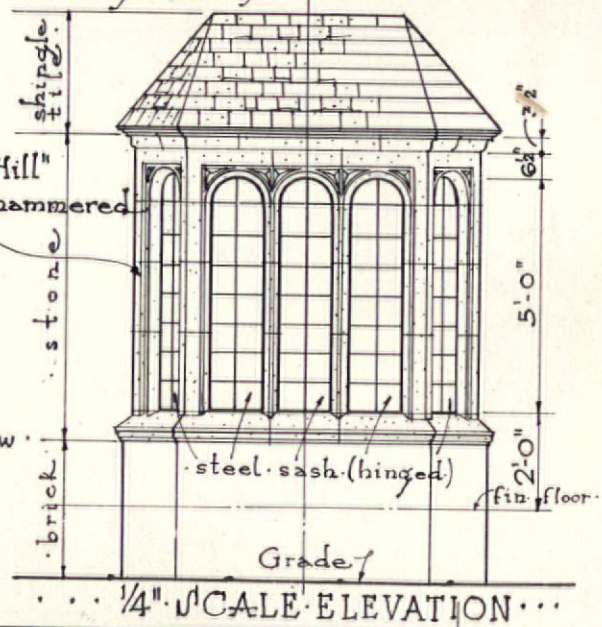 shingle
tile
Hill"
hammered
stone
w.
brick
2"
6½"
5'-0"
2'-0"
steel·sash·(hinged)
fin·floor·
Grade
¼"·SCALE·ELEVATION